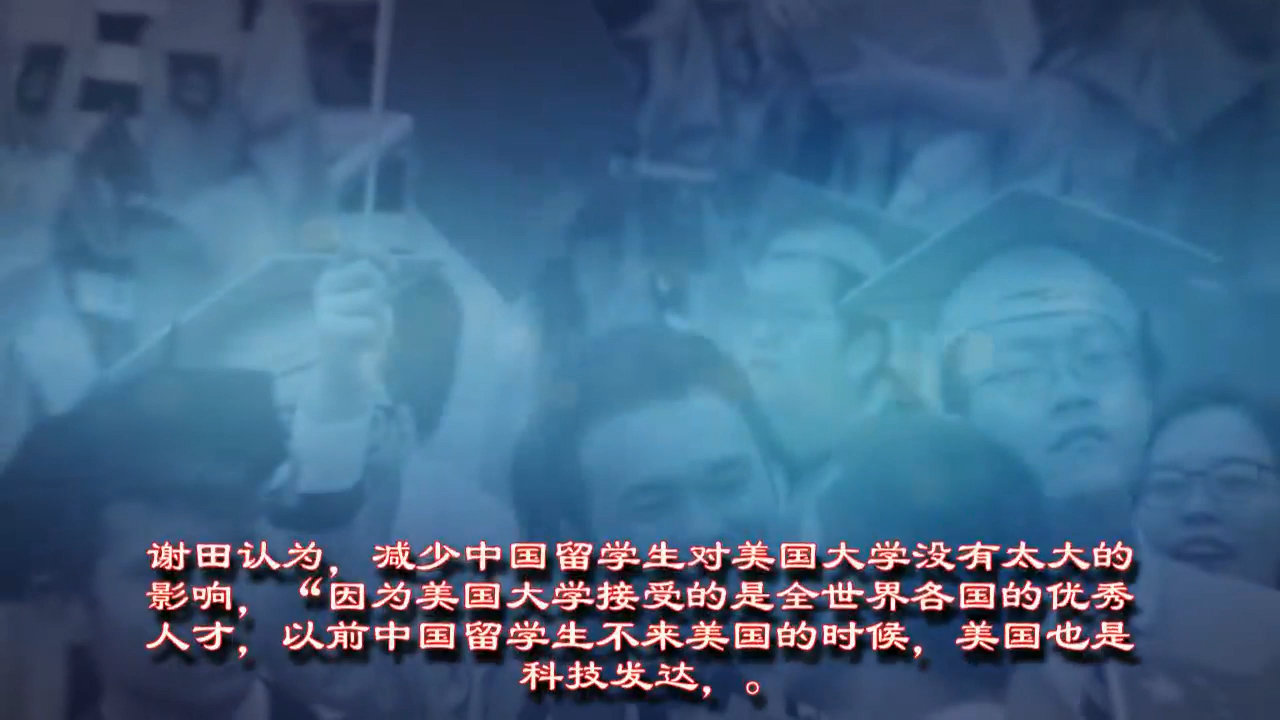 谢田认为，减少中国留学生对美国大学没有太大的
影响，“因为美国大学接受的是全世界各国的优秀
人才，以前中国留学生不来美国的时候，美国也是
科技发达，。